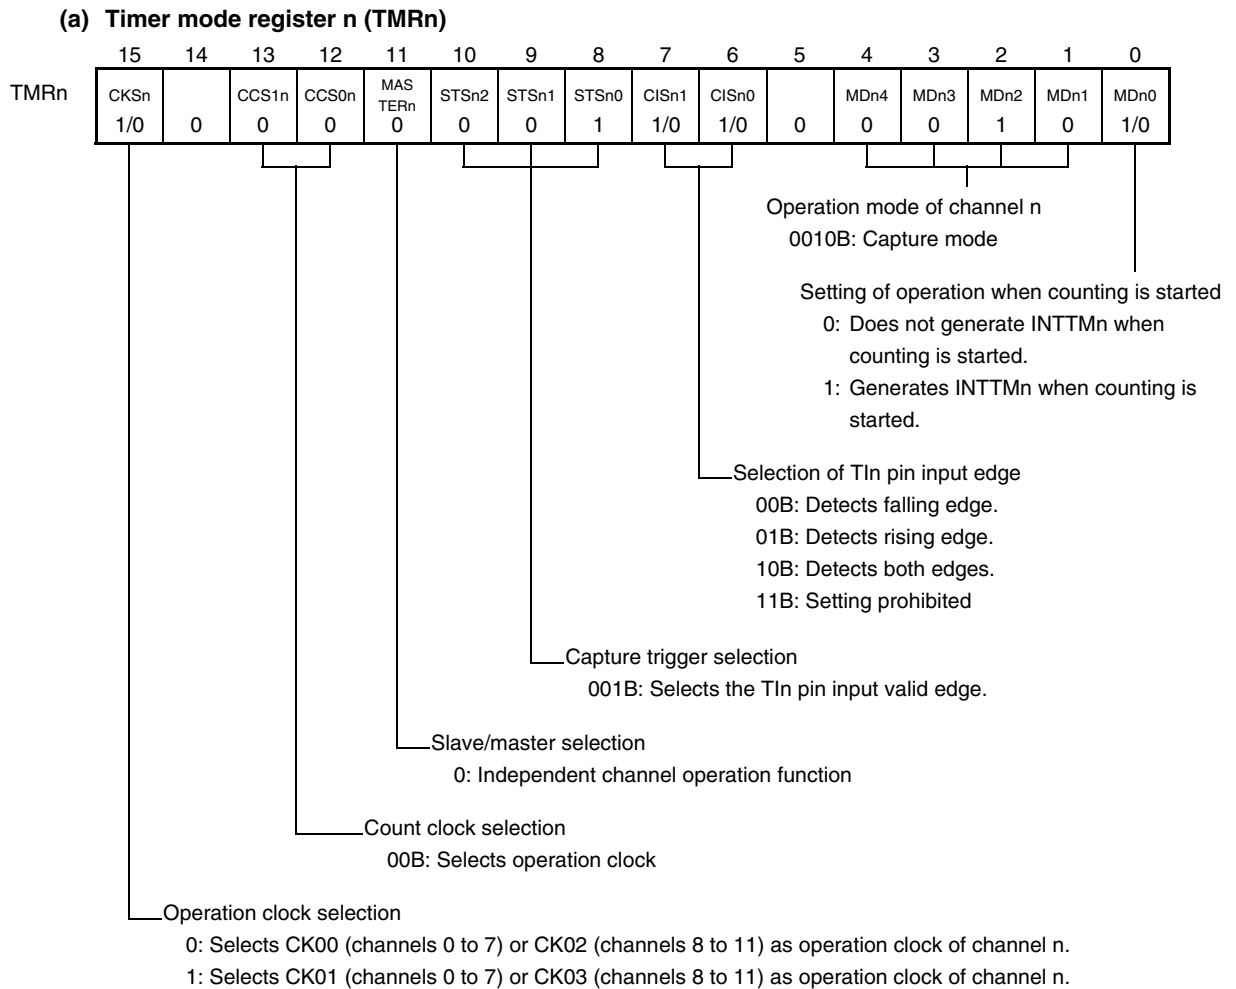 (a) Timer mode register n (TMRn)
15 14 13 12 11 10 9 8 7 6 5 4 3 2 1 0
TMRn CKSn CCS1n CCS0n MAS TERn STSn2 STSn1 STSn0 CISn1 CISn0 MDn4 MDn3 MDn2 MDn1 MDn0
1/0 0 0 0 0 0 0 1 1/0 1/0 0 0 0 1 0 1/0
Operation mode of channel n
0010B: Capture mode
Setting of operation when counting is started
0: Does not generate INTTMn when
counting is started.
1: Generates INTTMn when counting is
started.
Selection of TIn pin input edge
00B: Detects falling edge.
01B: Detects rising edge.
10B: Detects both edges.
11B: Setting prohibited
Capture trigger selection
001B: Selects the TIn pin input valid edge.
Slave/master selection
0: Independent channel operation function
Count clock selection
00B: Selects operation clock
Operation clock selection
0: Selects CK00 (channels 0 to 7) or CK02 (channels 8 to 11) as operation clock of channel n.
1: Selects CK01 (channels 0 to 7) or CK03 (channels 8 to 11) as operation clock of channel n.